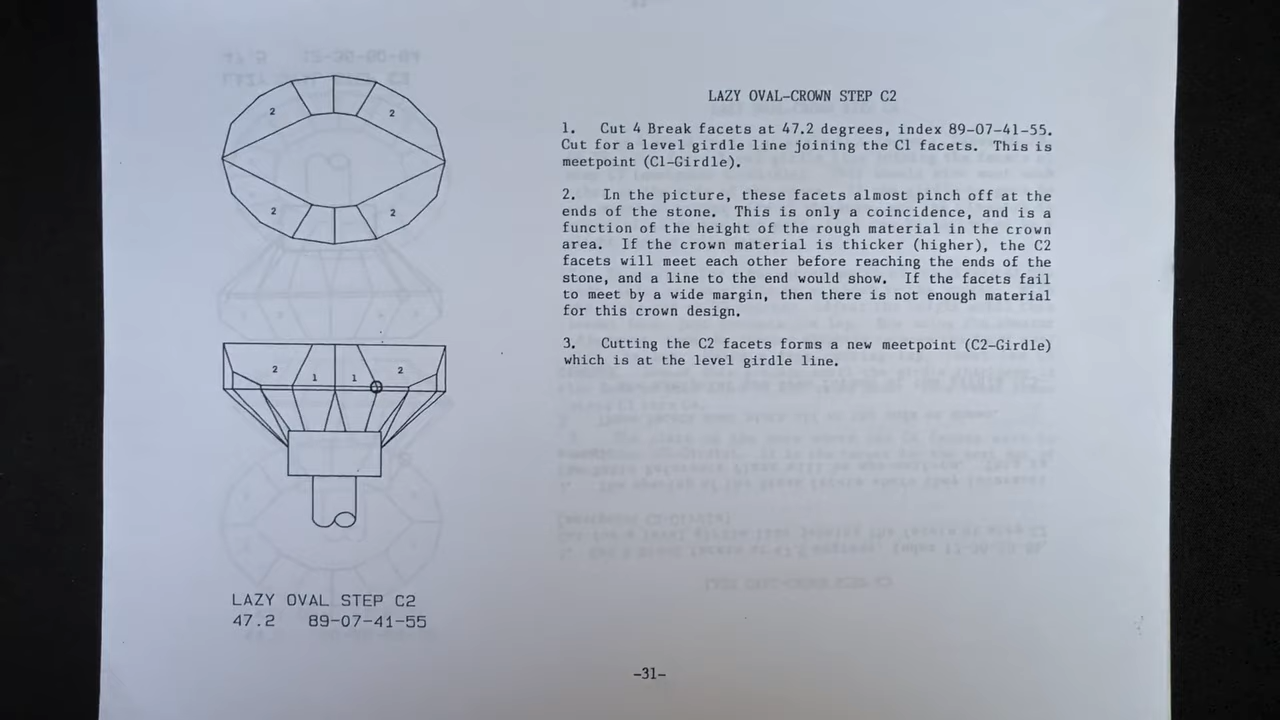 LAZY OVAL-CROWN STEP C2
1. Cut 4 Break facets at 47.2 degrees, index 89-07-41-55.
Cut for a level girdle line joining the C1 facets. This is
meetpoint (C1-Girdle).
2. In the picture, these facets almost pinch off at the
ends of the stone. This is only a coincidence, and is a
function of the height of the rough material in the crown
area. If the crown material is thicker (higher), the C2
facets will meet each other before reaching the ends of the
stone, and a line to the end would show. If the facets fail
to meet by a wide margin, then there is not enough material
for this crown design.
3. Cutting the C2 facets forms a new meetpoint (C2-Girdle)
which is at the level girdle line.
2 2
2 2
2 1 1 2
LAZY OVAL STEP C2
47.2 89-07-41-55
-31-